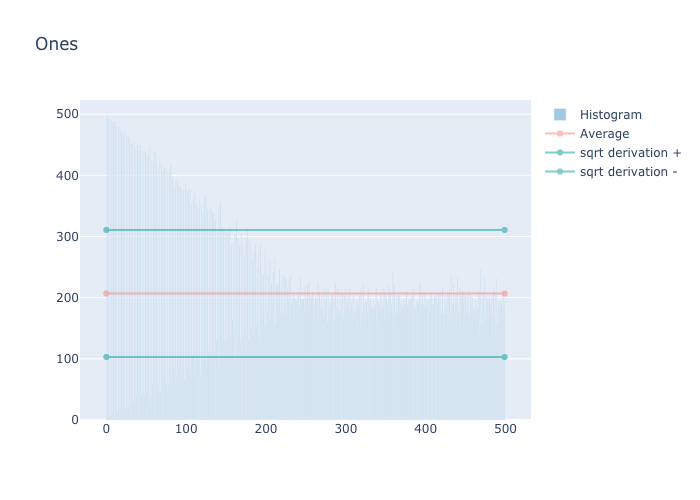 Ones
500
400
300
200
100
0
0 100 200 300 400 500
Histogram
Average
sqrt derivation +
sqrt derivation -